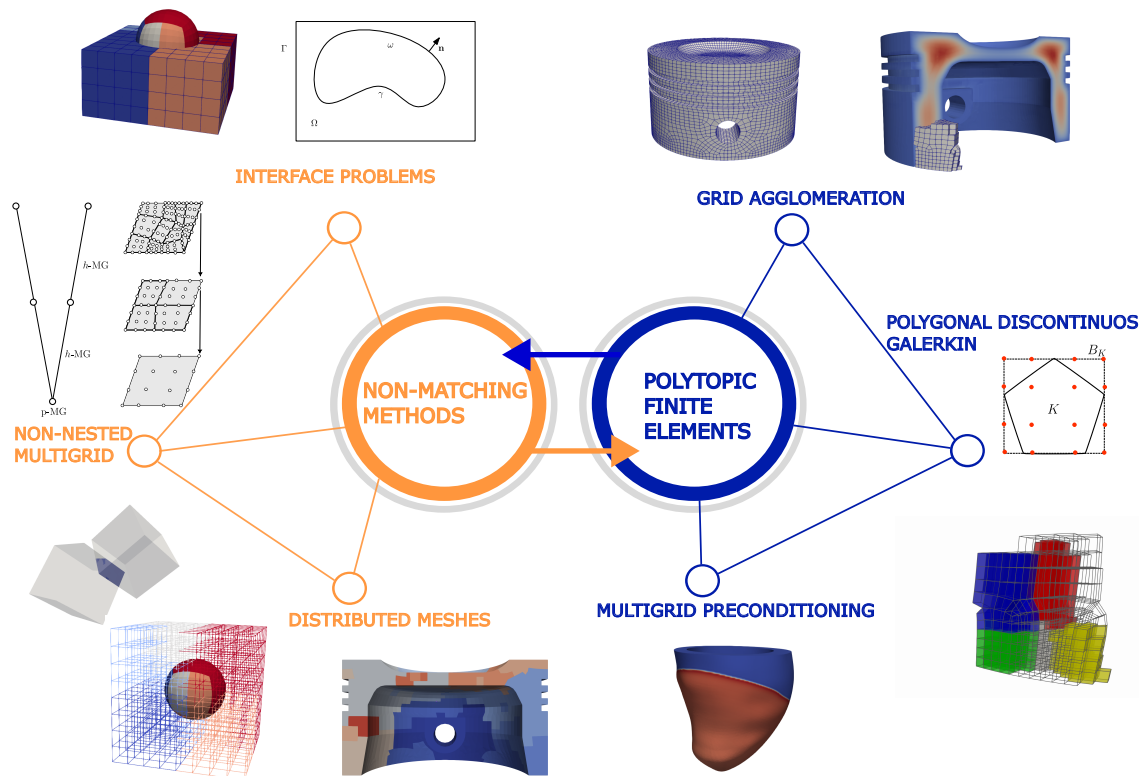 Γ
ω
n
γ
Ω
INTERFACE PROBLEMS
GRID AGGLOMERATION
h-MG
h-MG
p-MG
NON-NESTED
MULTIGRID
NON-MATCHING
METHODS
POLYTOPIC
FINITE
ELEMENTS
POLYGONAL DISCONTINUOS
GALERKIN
B_K
K
DISTRIBUTED MESHES
MULTIGRID PRECONDITIONING